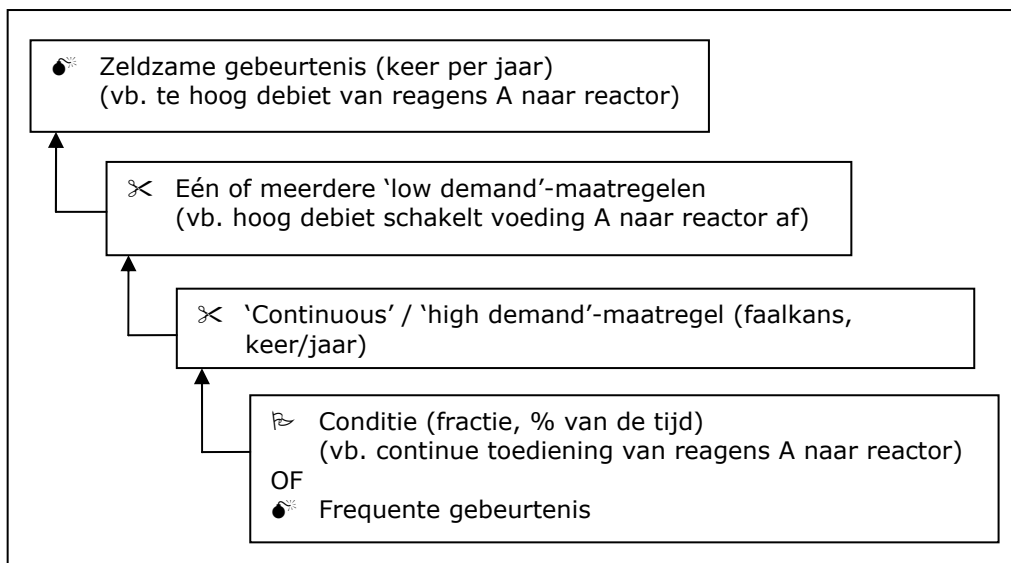 Zeldzame gebeurtenis (keer per jaar)
(vb. te hoog debiet van reagens A naar reactor)
Eén of meerdere ‘low demand’-maatregelen
(vb. hoog debiet schakelt voeding A naar reactor af)
‘Continuous’ / ‘high demand’-maatregel (faalkans,
keer/jaar)
Conditie (fractie, % van de tijd)
(vb. continue toediening van reagens A naar reactor)
OF
Frequente gebeurtenis